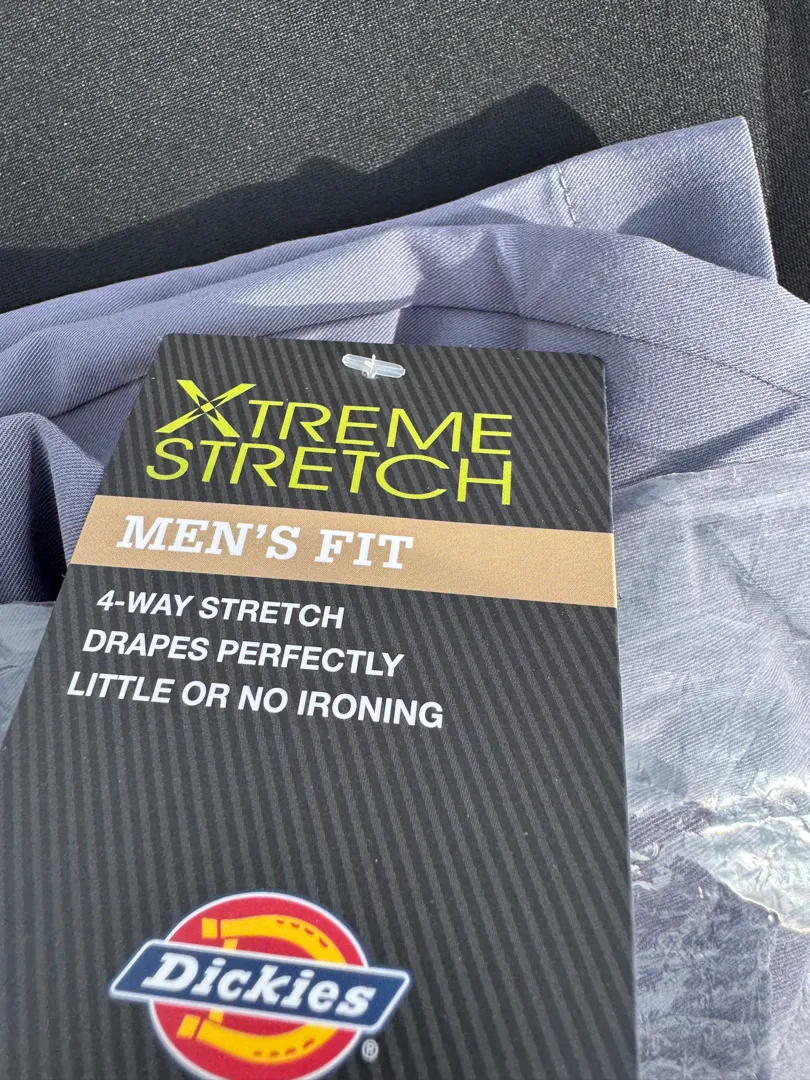 XTREME
STRETCH
MEN'S FIT
4-WAY STRETCH
DRAPES PERFECTLY
LITTLE OR NO IRONING
Dickies
®